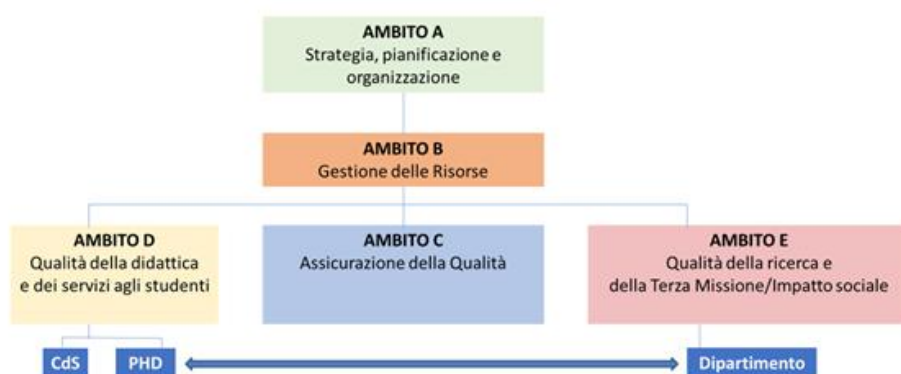 AMBITO A
Strategia, pianificazione e
organizzazione
AMBITO B
Gestione delle Risorse
AMBITO D
Qualità della didattica
e dei servizi agli studenti
AMBITO C
Assicurazione della Qualità
AMBITO E
Qualità della ricerca e
della Terza Missione/Impatto sociale
CdS
PHD
Dipartimento